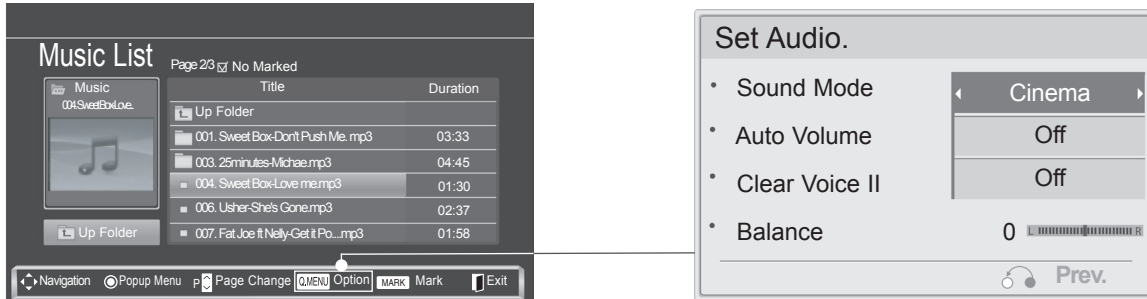 Music List
Page 2/3 No Marked
Music
004.SweetBoxLove..
Up Folder
Title Duration
Up Folder
001. Sweet Box-Don't Push Me. mp3 03:33
003. 25minutes-Michae.mp3 04:45
004. Sweet Box-Love me.mp3 01:30
006. Usher-She's Gone.mp3 02:37
007. Fat Joe ft Nelly-Get it Po...mp3 01:58
Navigation Popup Menu P Page Change Q.MENU Option MARK Mark Exit
Set Audio.
Sound Mode Cinema
Auto Volume Off
Clear Voice II Off
Balance 0 L R
Prev.